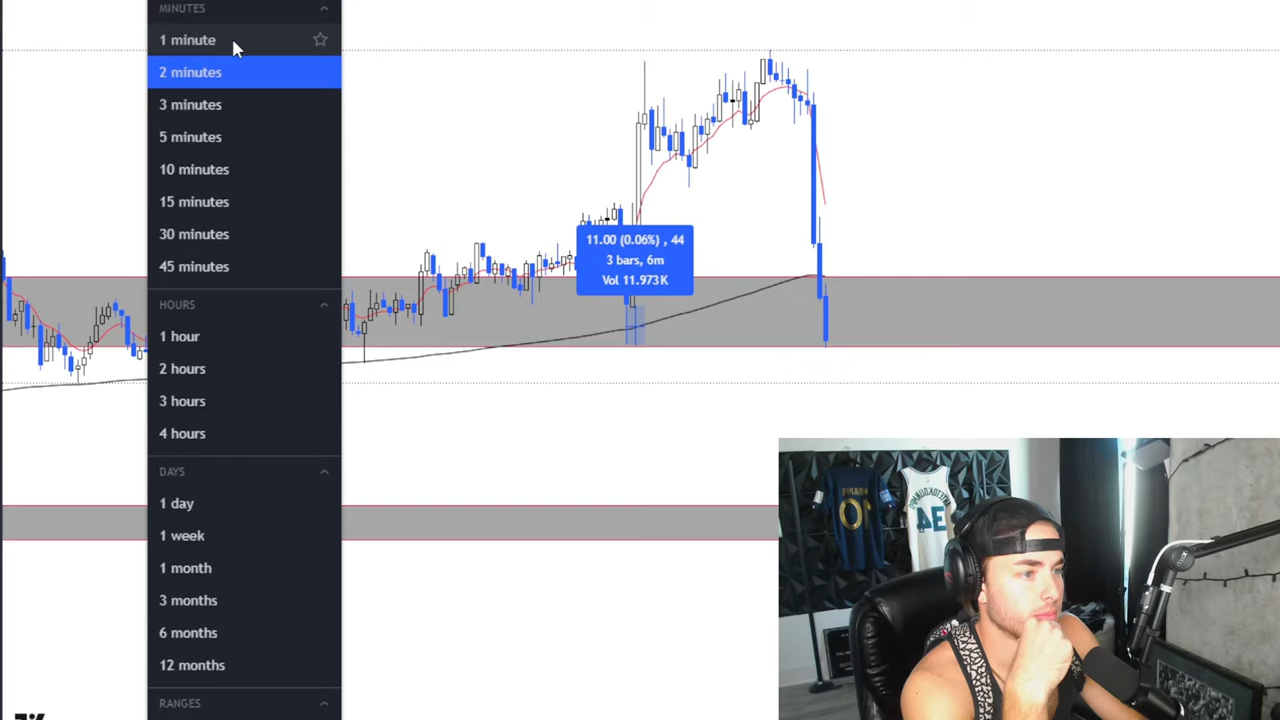 MINUTES
1 minute
2 minutes
3 minutes
5 minutes
10 minutes
15 minutes
30 minutes
45 minutes
HOURS
1 hour
2 hours
3 hours
4 hours
DAYS
1 day
1 week
1 month
3 months
6 months
12 months
RANGES
11.00 (0.06%) , 44
3 bars, 6m
Vol 11.973K